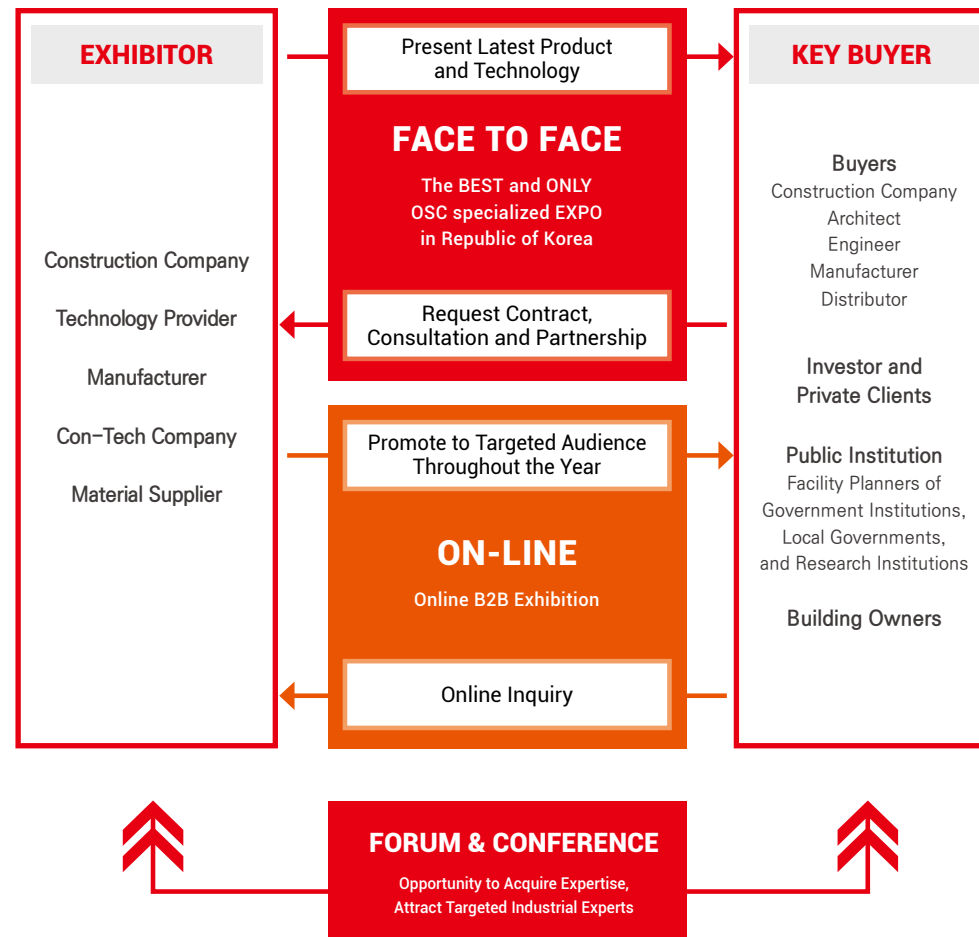 EXHIBITOR
Construction Company
Technology Provider
Manufacturer
Con-Tech Company
Material Supplier
Present Latest Product
and Technology
FACE TO FACE
The BEST and ONLY
OSC specialized EXPO
in Republic of Korea
Request Contract,
Consultation and Partnership
Promote to Targeted Audience
Throughout the Year
ON-LINE
Online B2B Exhibition
Online Inquiry
KEY BUYER
Buyers
Construction Company
Architect
Engineer
Manufacturer
Distributor
Investor and
Private Clients
Public Institution
Facility Planners of
Government Institutions,
Local Governments,
and Research Institutions
Building Owners
FORUM & CONFERENCE
Opportunity to Acquire Expertise,
Attract Targeted Industrial Experts